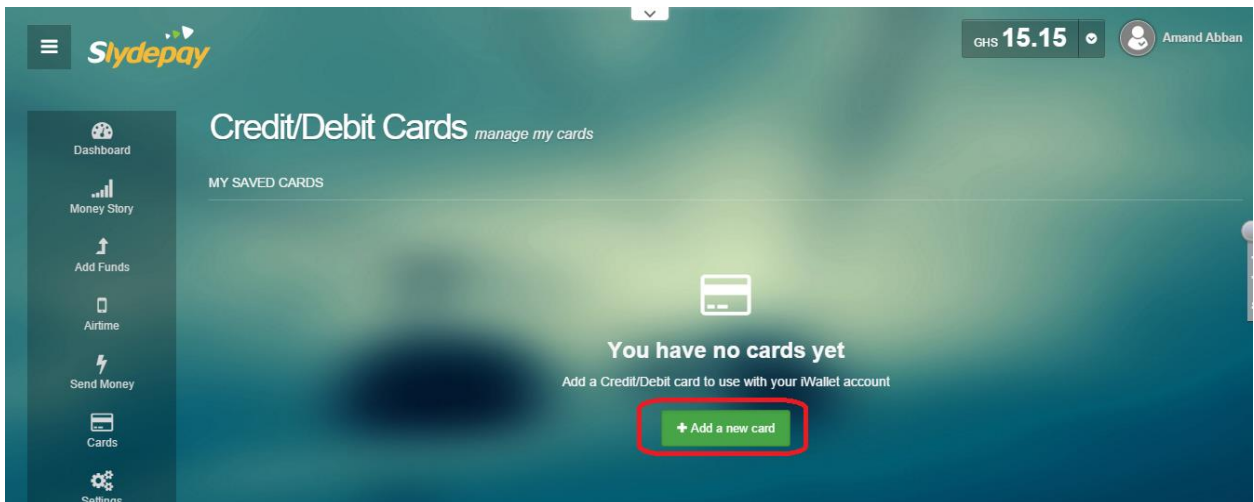 Slydepay
GHS 15.15
Amand Abban
Dashboard
Money Story
Add Funds
Airtime
Send Money
Cards
Settings
Credit/Debit Cards manage my cards
MY SAVED CARDS
You have no cards yet
Add a Credit/Debit card to use with your iWallet account
+ Add a new card